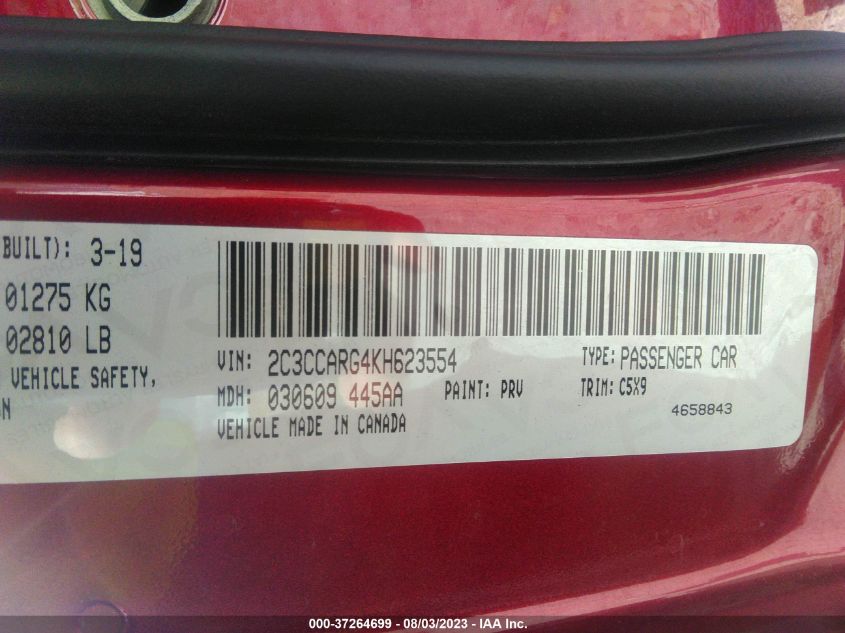 BUILT): 3-19
01275 KG
02810 LB
VEHICLE SAFETY,
N
VIN: 2C3CCARG4KH623554 TYPE: PASSENGER CAR
MDH: 030609 445AA PAINT: PRV TRIM: C5X9
VEHICLE MADE IN CANADA 4658843
000-37264699 - 08/03/2023 - IAA Inc.